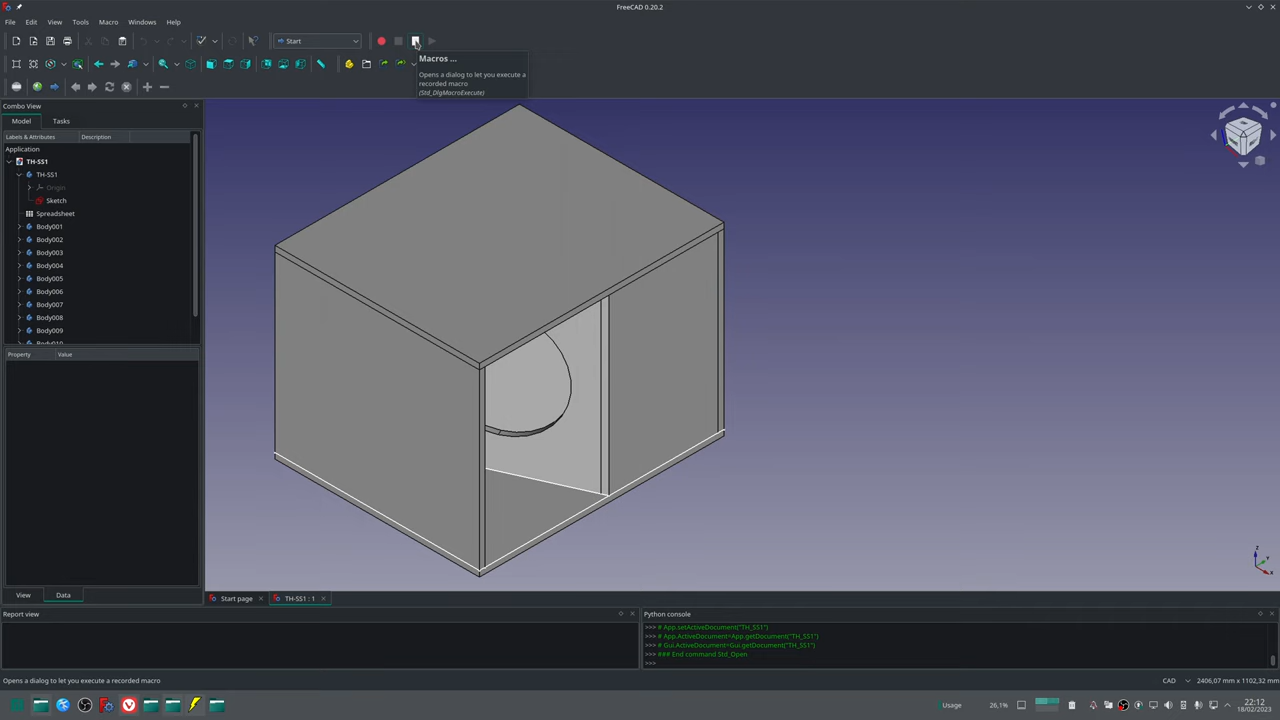 FreeCAD 0.20.2
File Edit View Tools Macro Windows Help
Start
Macros ...
Opens a dialog to let you execute a
recorded macro
(Std_DlgMacroExecute)
Combo View
Model Tasks
Labels & Attributes Description
Application
TH-SS1
TH-SS1
Origin
Sketch
Spreadsheet
Body001
Body002
Body003
Body004
Body005
Body006
Body007
Body008
Body009
Body010
Property Value
View Data
Start page TH-SS1 : 1
Report view
Python console
>>> # App.setActiveDocument("TH_SS1")
>>> # App.ActiveDocument=App.getDocument("TH_SS1")
>>> # Gui.ActiveDocument=Gui.getDocument("TH_SS1")
>>> ### End command Std_Open
>>>
Opens a dialog to let you execute a recorded macro
CAD 2406,07 mm x 1102,32 mm
Usage 26,1%
22:12
18/02/2023